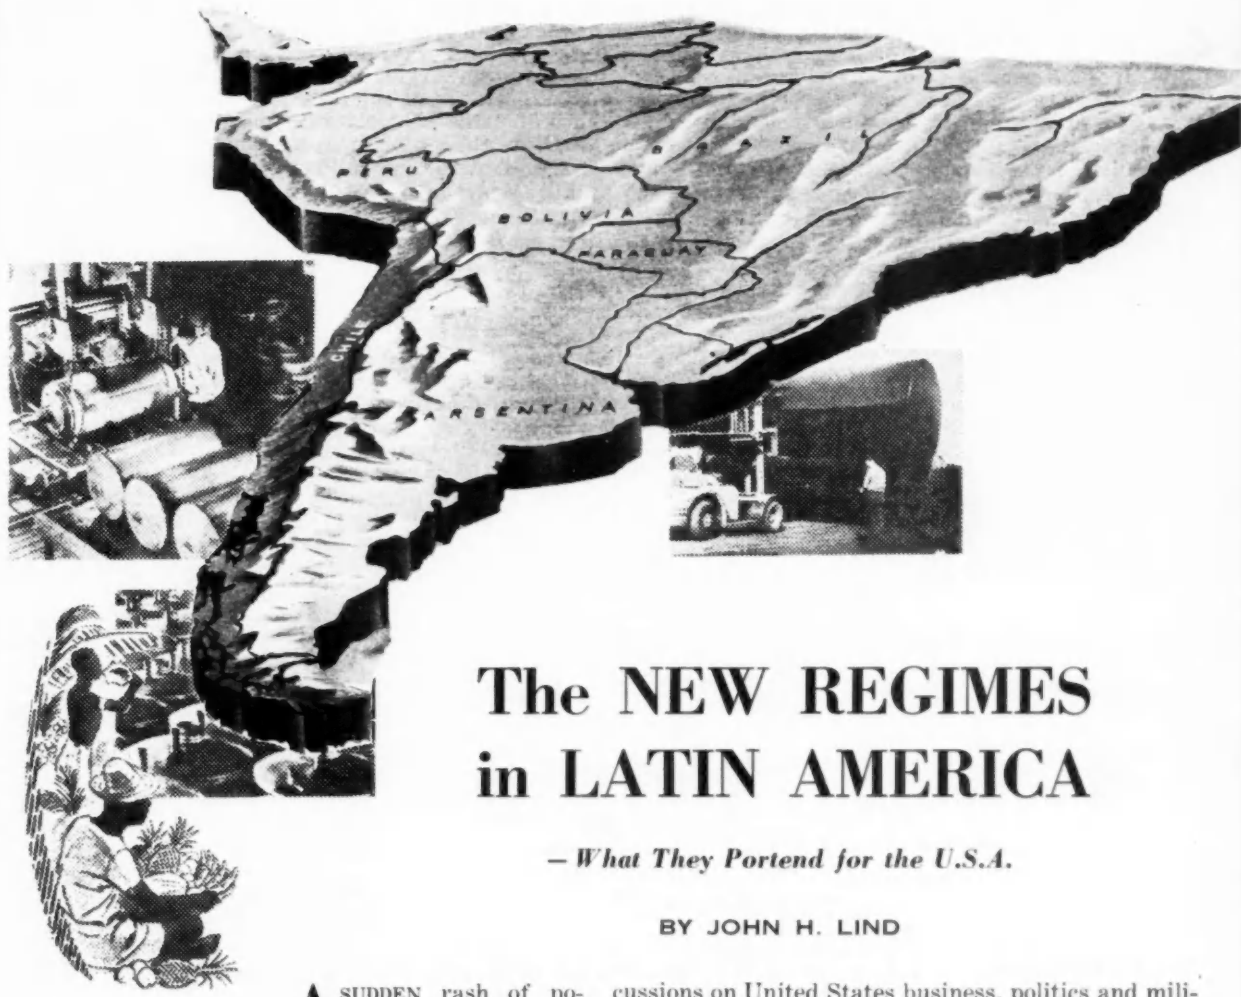 BRAZIL
PERU
BOLIVIA
PARAGUAY
CHILE
ARGENTINA
The NEW REGIMES
in LATIN AMERICA
— What They Portend for the U.S.A.
BY JOHN H. LIND
A SUDDEN rash of po-
cussions on United States business, politics and mili-